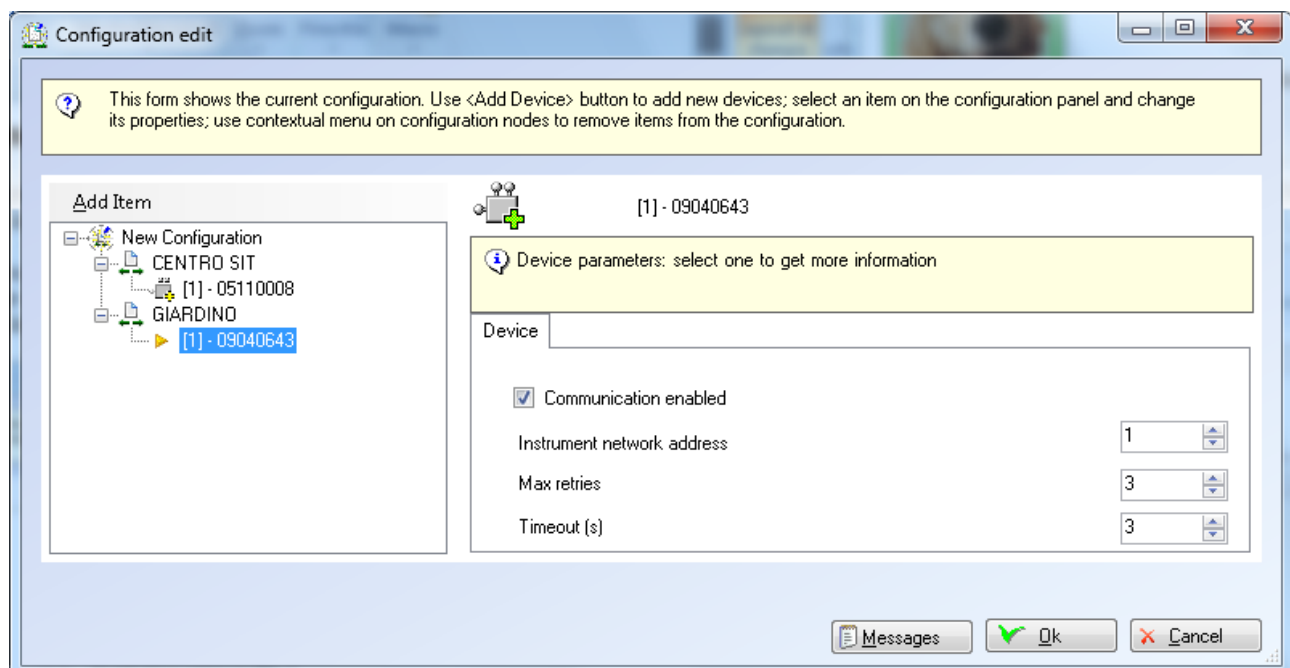 Configuration edit
This form shows the current configuration. Use <Add Device> button to add new devices; select an item on the configuration panel and change
its properties; use contextual menu on configuration nodes to remove items from the configuration.
Add Item
New Configuration
CENTRO SIT
[1] - 05110008
GIARDINO
[1] - 09040643
[1] - 09040643
Device parameters: select one to get more information
Device
Communication enabled
Instrument network address
1
Max retries
3
Timeout (s)
3
Messages
Ok
Cancel